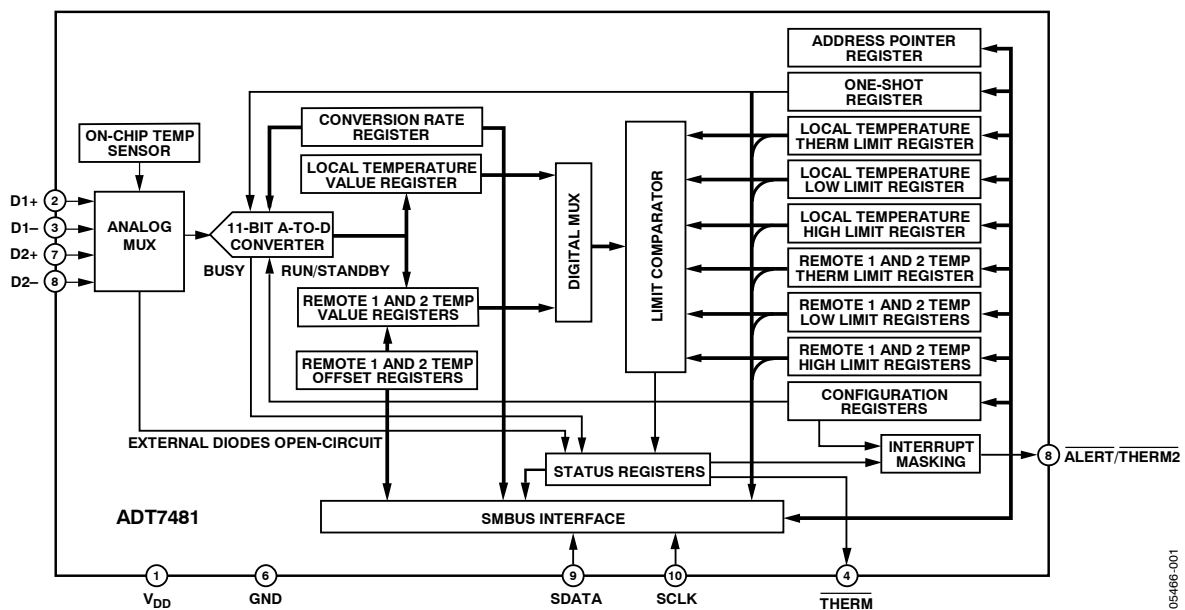 ADDRESS POINTER
REGISTER
ONE-SHOT
REGISTER
CONVERSION RATE
REGISTER
ON-CHIP TEMP
SENSOR
LOCAL TEMPERATURE
THERM LIMIT REGISTER
LOCAL TEMPERATURE
VALUE REGISTER
LOCAL TEMPERATURE
LOW LIMIT REGISTER
D1+ 2
D1– 3
D2+ 7
D2– 8
ANALOG
MUX
11-BIT A-TO-D
CONVERTER
BUSY
RUN/STANDBY
DIGITAL MUX
LIMIT COMPARATOR
LOCAL TEMPERATURE
HIGH LIMIT REGISTER
REMOTE 1 AND 2 TEMP
THERM LIMIT REGISTER
REMOTE 1 AND 2 TEMP
VALUE REGISTERS
REMOTE 1 AND 2 TEMP
LOW LIMIT REGISTERS
REMOTE 1 AND 2 TEMP
OFFSET REGISTERS
REMOTE 1 AND 2 TEMP
HIGH LIMIT REGISTERS
CONFIGURATION
REGISTERS
EXTERNAL DIODES OPEN-CIRCUIT
INTERRUPT
MASKING
8 ALERT/THERM2
STATUS REGISTERS
SMBUS INTERFACE
ADT7481
1
VDD
6
GND
9
SDATA
10
SCLK
4
THERM
05466-001